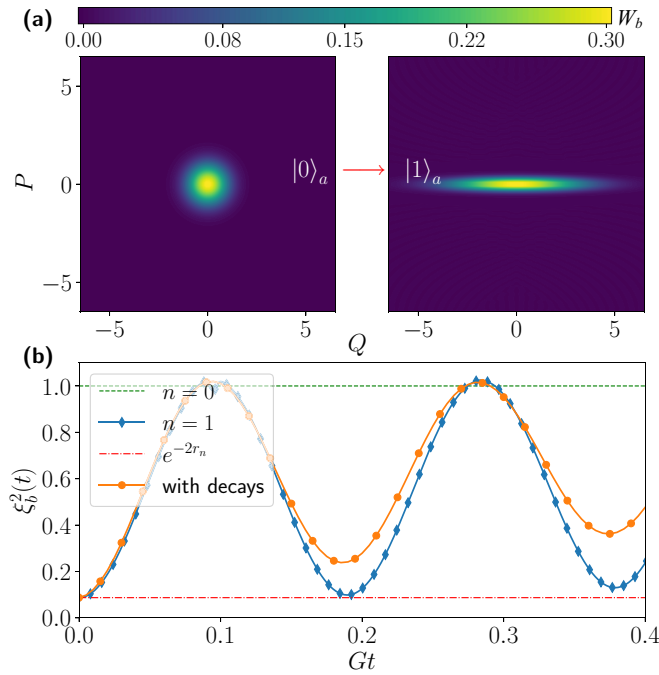 (a)
W_b
0.00 0.08 0.15 0.22 0.30
P
5
0
−5
|0⟩_a
|1⟩_a
−5 0 5
−5 0 5
Q
(b)
ξ_b^2(t)
1.0
0.8
0.6
0.4
0.2
0.0
n = 0
n = 1
e^{−2r_n}
with decays
0.0 0.1 0.2 0.3 0.4
Gt